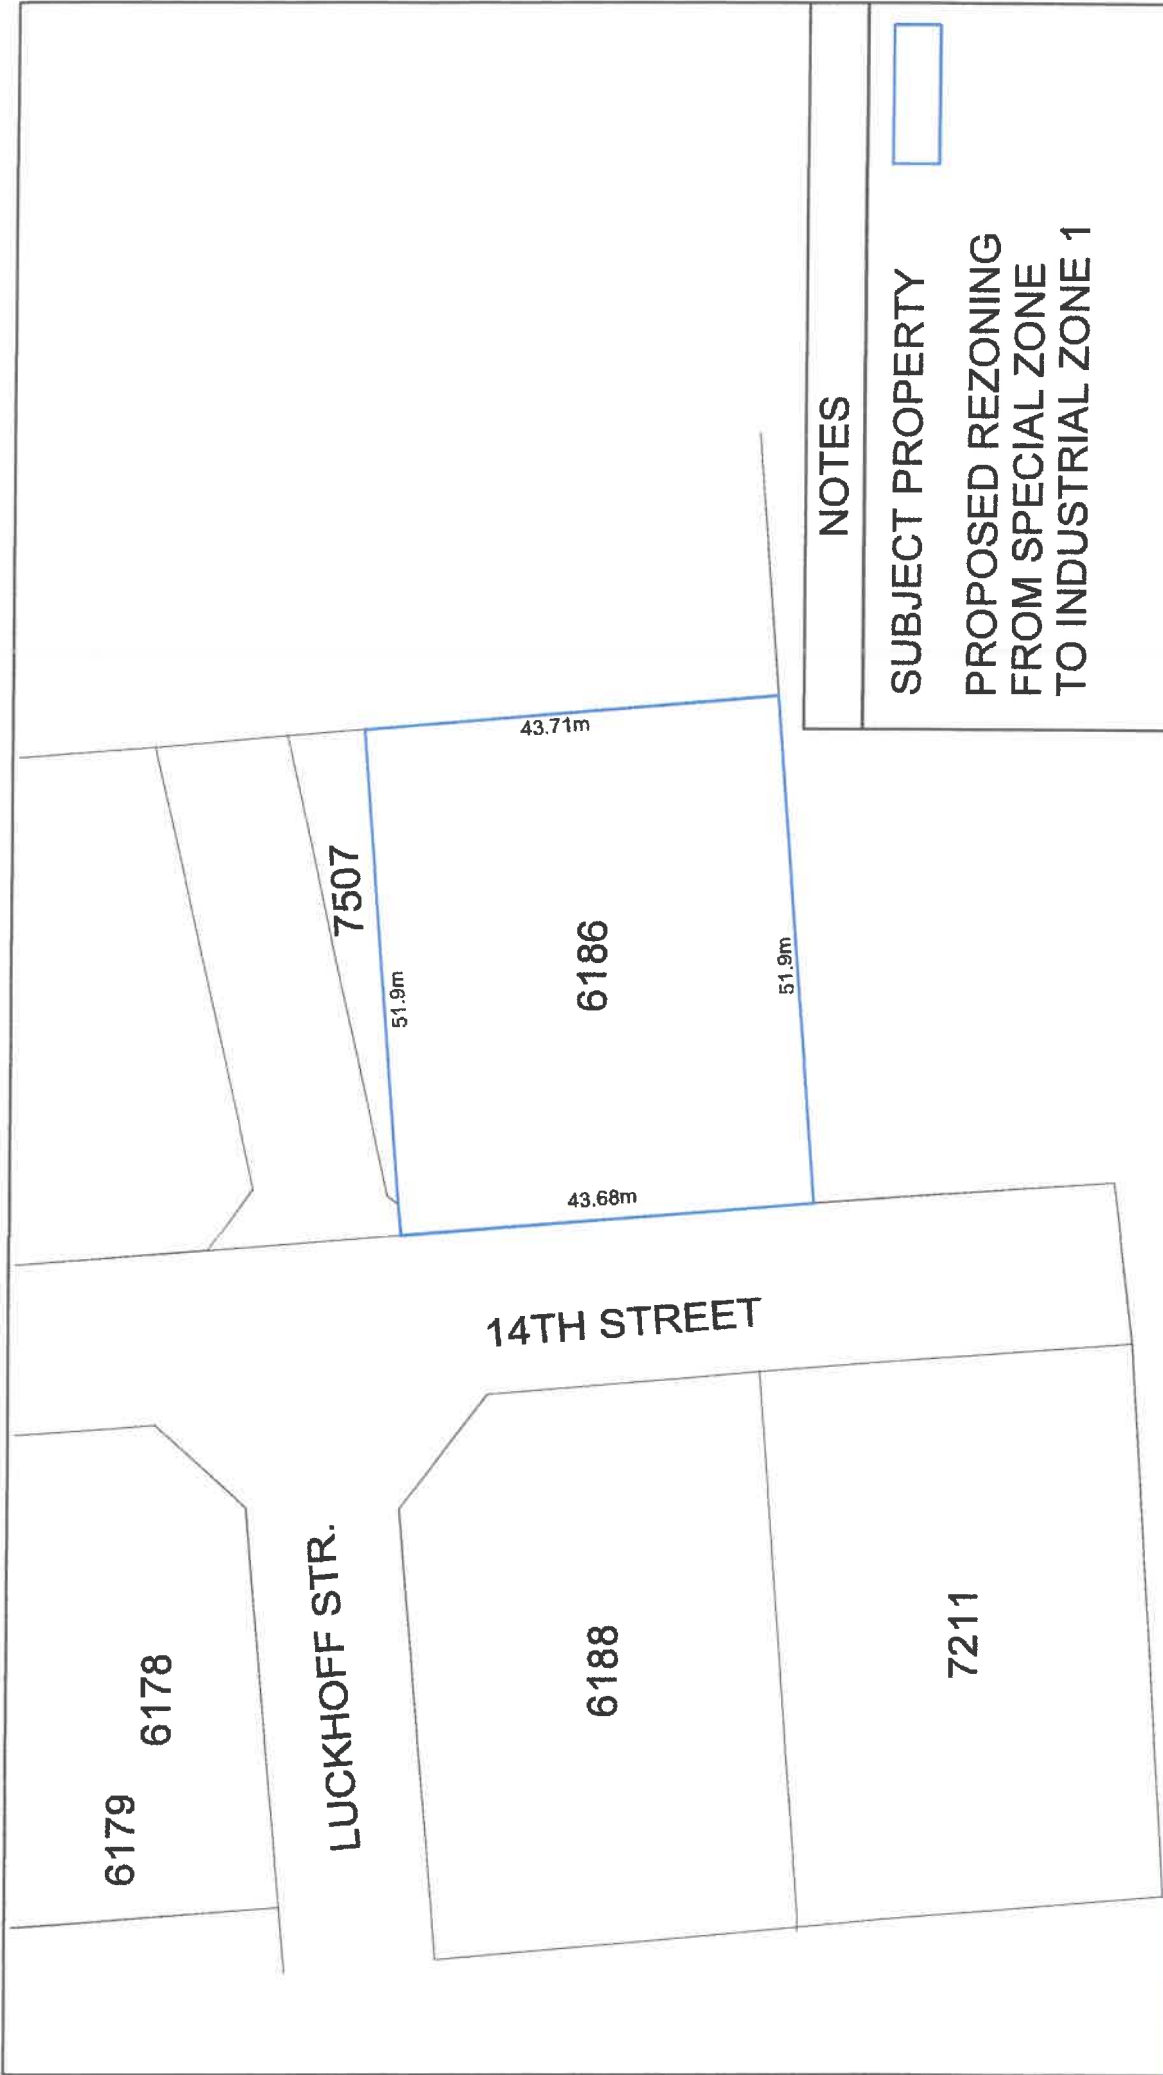 6179
6178
LUCKHOFF STR.
14TH STREET
7507
51.9m
43.68m
6186
43.71m
51.9m
6188
7211
NOTES
SUBJECT PROPERTY
PROPOSED REZONING
FROM SPECIAL ZONE
TO INDUSTRIAL ZONE 1